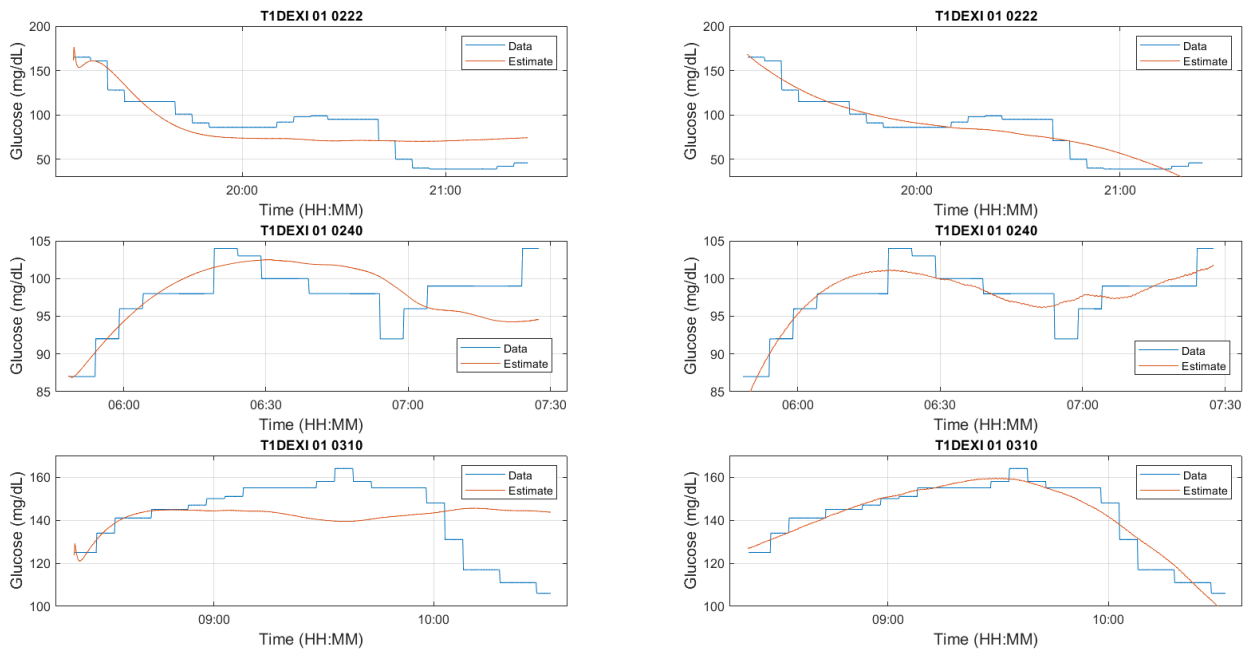 T1DEXI 01 0222
200
150
100
50
Glucose (mg/dL)
Data
Estimate
20:00
21:00
Time (HH:MM)
T1DEXI 01 0222
200
150
100
50
Glucose (mg/dL)
Data
Estimate
20:00
21:00
Time (HH:MM)
T1DEXI 01 0240
105
100
95
90
85
Glucose (mg/dL)
Data
Estimate
06:00
06:30
07:00
07:30
Time (HH:MM)
T1DEXI 01 0240
105
100
95
90
85
Glucose (mg/dL)
Data
Estimate
06:00
06:30
07:00
07:30
Time (HH:MM)
T1DEXI 01 0310
160
140
120
100
Glucose (mg/dL)
Data
Estimate
09:00
10:00
Time (HH:MM)
T1DEXI 01 0310
160
140
120
100
Glucose (mg/dL)
Data
Estimate
09:00
10:00
Time (HH:MM)